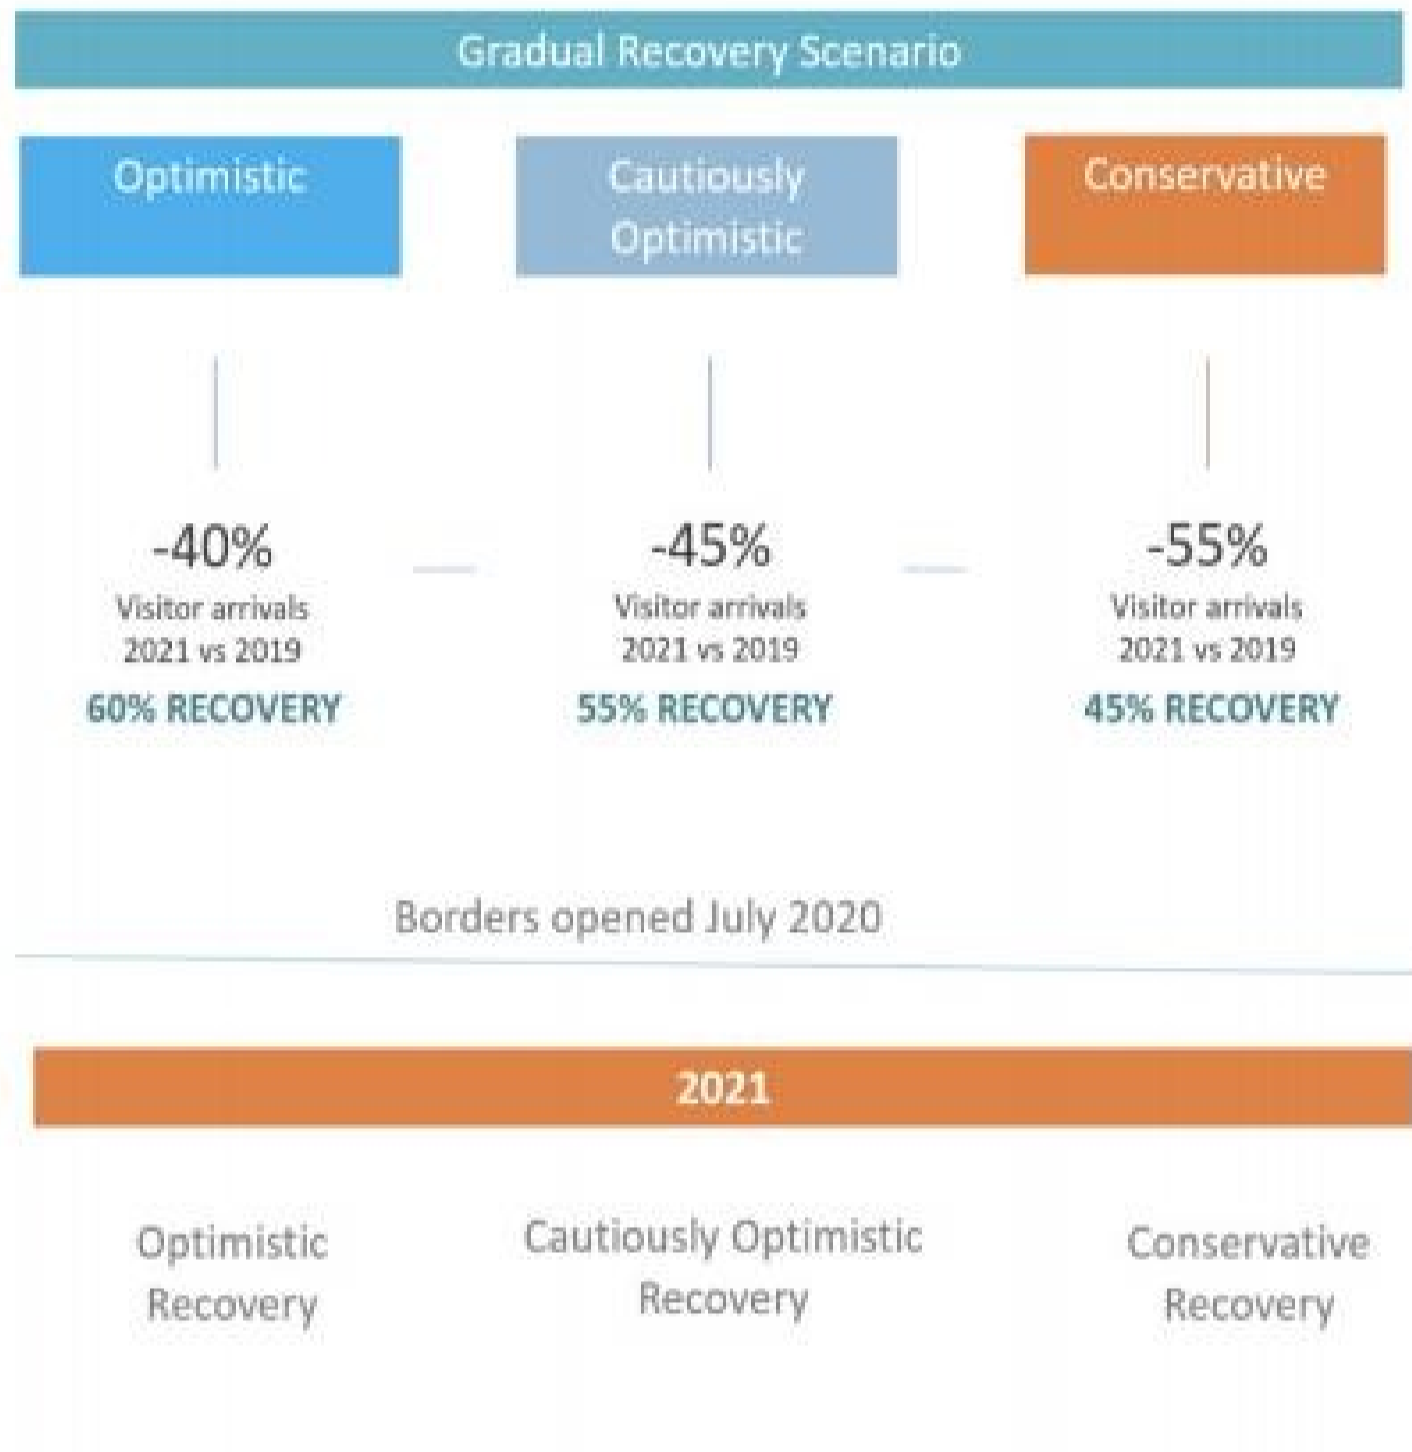 Gradual Recovery Scenario
Optimistic
Cautiously
Optimistic
Conservative
-40%
Visitor arrivals
2021 vs 2019
60% RECOVERY
-45%
Visitor arrivals
2021 vs 2019
55% RECOVERY
-55%
Visitor arrivals
2021 vs 2019
45% RECOVERY
Borders opened July 2020
2021
Optimistic
Recovery
Cautiously Optimistic
Recovery
Conservative
Recovery